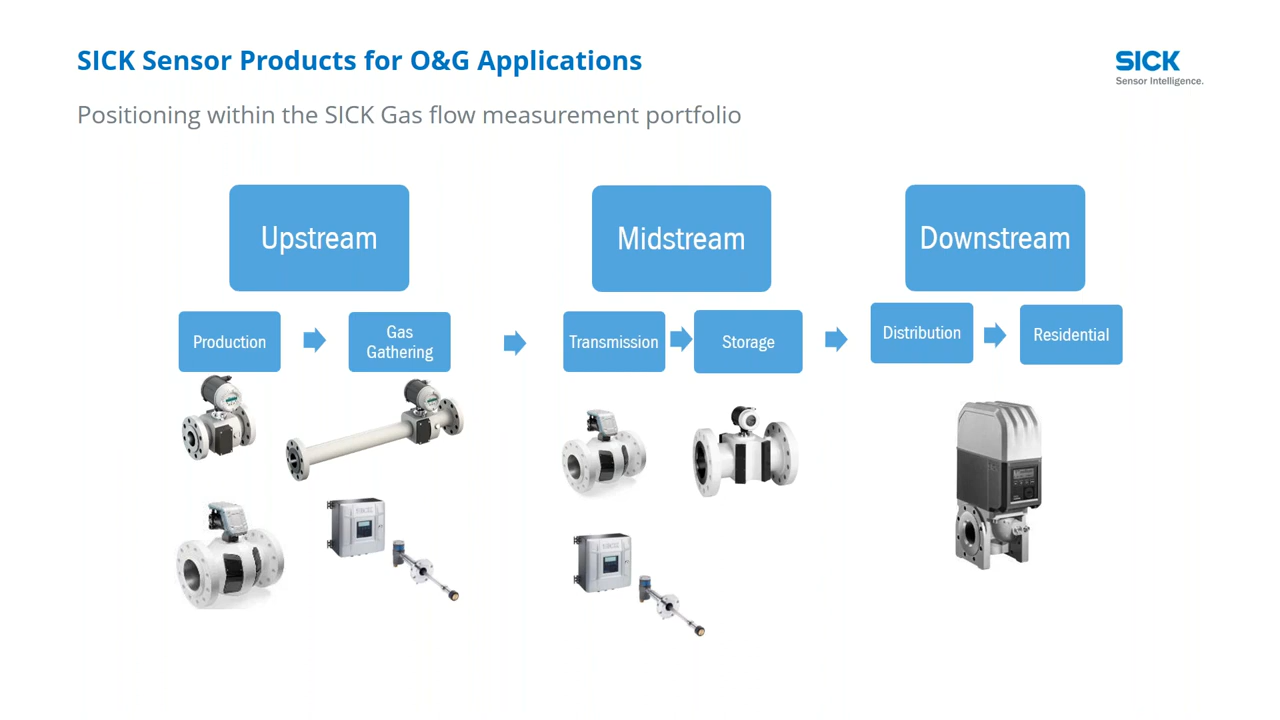 SICK Sensor Products for O&G Applications
SICK
Sensor Intelligence.
Positioning within the SICK Gas flow measurement portfolio
Upstream
Midstream
Downstream
Production
Gas
Gathering
Transmission
Storage
Distribution
Residential